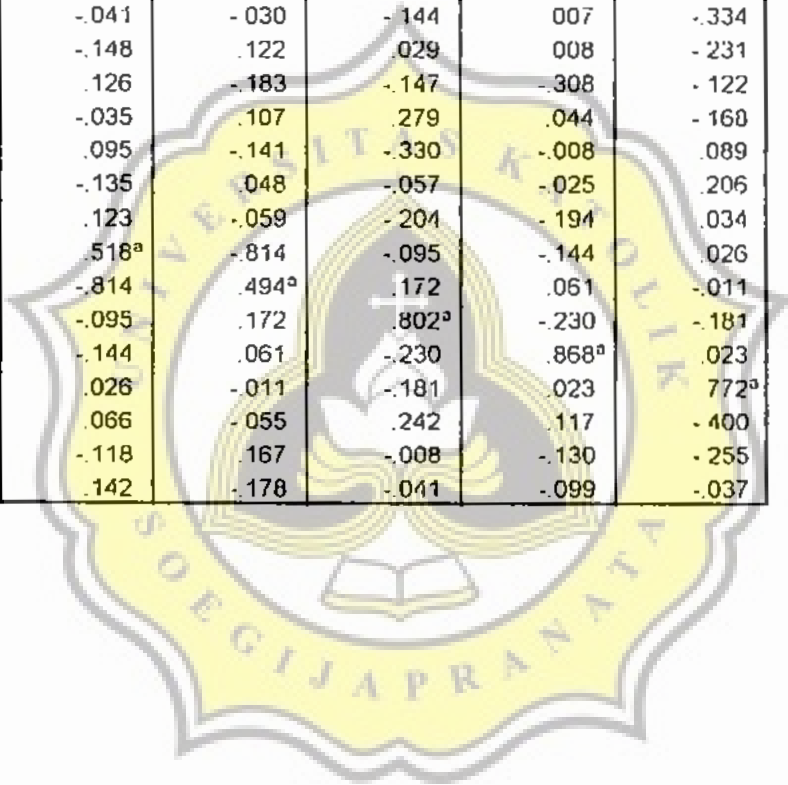 -.041 -.030 -.144 007 -.334
-.148 .122 .029 008 -.231
.126 -.183 -.147 -.308 -.122
-.035 .107 .279 .044 -.160
.095 -.141 -.330 -.008 .089
-.135 .048 -.057 -.025 .206
.123 -.059 -.204 -.194 .034
.518ª -.814 -.095 -.144 .026
-.814 .494ª .172 .061 -.011
-.095 .172 .802ª -.230 -.181
-.144 .061 -.230 .868ª .023
.026 -.011 -.181 .023 772ª
.066 -.055 .242 .117 -.400
-.118 .167 -.008 -.130 -.255
.142 -.178 -.041 -.099 -.037
UNIVERSITAS KATOLIK
SOEGIJAPRANATA